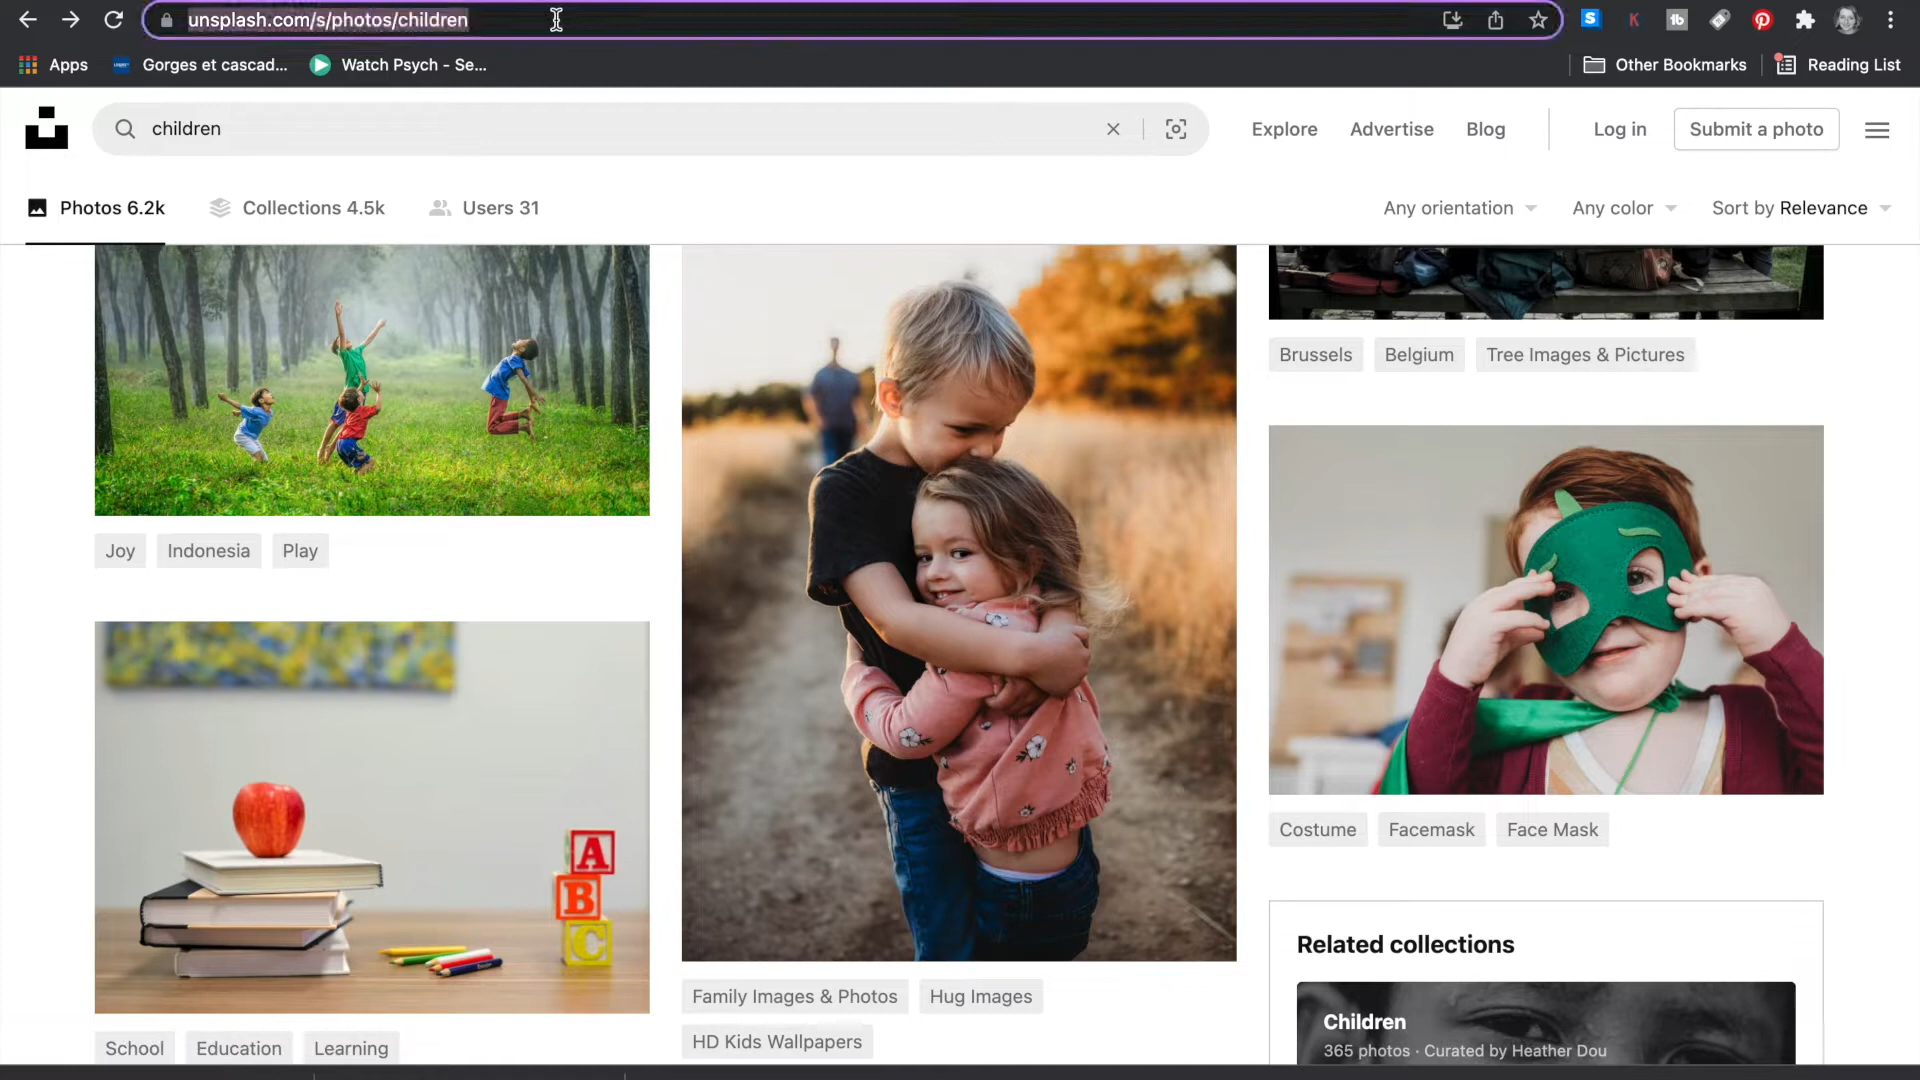 unsplash.com/s/photos/children
Apps Gorges et cascad... Watch Psych - Se... Other Bookmarks Reading List
children Explore Advertise Blog Log in Submit a photo
Photos 6.2k Collections 4.5k Users 31 Any orientation Any color Sort by Relevance
Brussels Belgium Tree Images & Pictures
Joy Indonesia Play
A
B
C
Costume Facemask Face Mask
Related collections
Family Images & Photos Hug Images
Children
HD Kids Wallpapers
School Education Learning
365 photos · Curated by Heather Dou